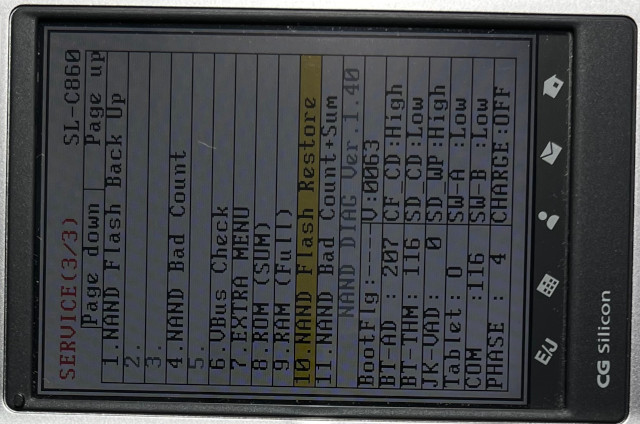 SERVICE(3/3) SL-C860
Page down Page up
1.NAND Flash Back Up
2.
3.
4.NAND Bad Count
5.
6.VBus Check
7.EXTRA MENU
8.ROM (SUM)
9.RAM (Full)
10.NAND Flash Restore
11.NAND Bad Count+Sum
NAND DIAG Ver.1.40
BootFlg:---- V:0063
BT-AD : 207 CF_CD :High
BT-THM: 116 SD_CD :Low
JK-VAD: 0 SD_WP :High
Tablet: 0 SW-A :Low
COM :116 SW-B :Low
PHASE : 4 CHARGE:OFF
E/J
CG Silicon